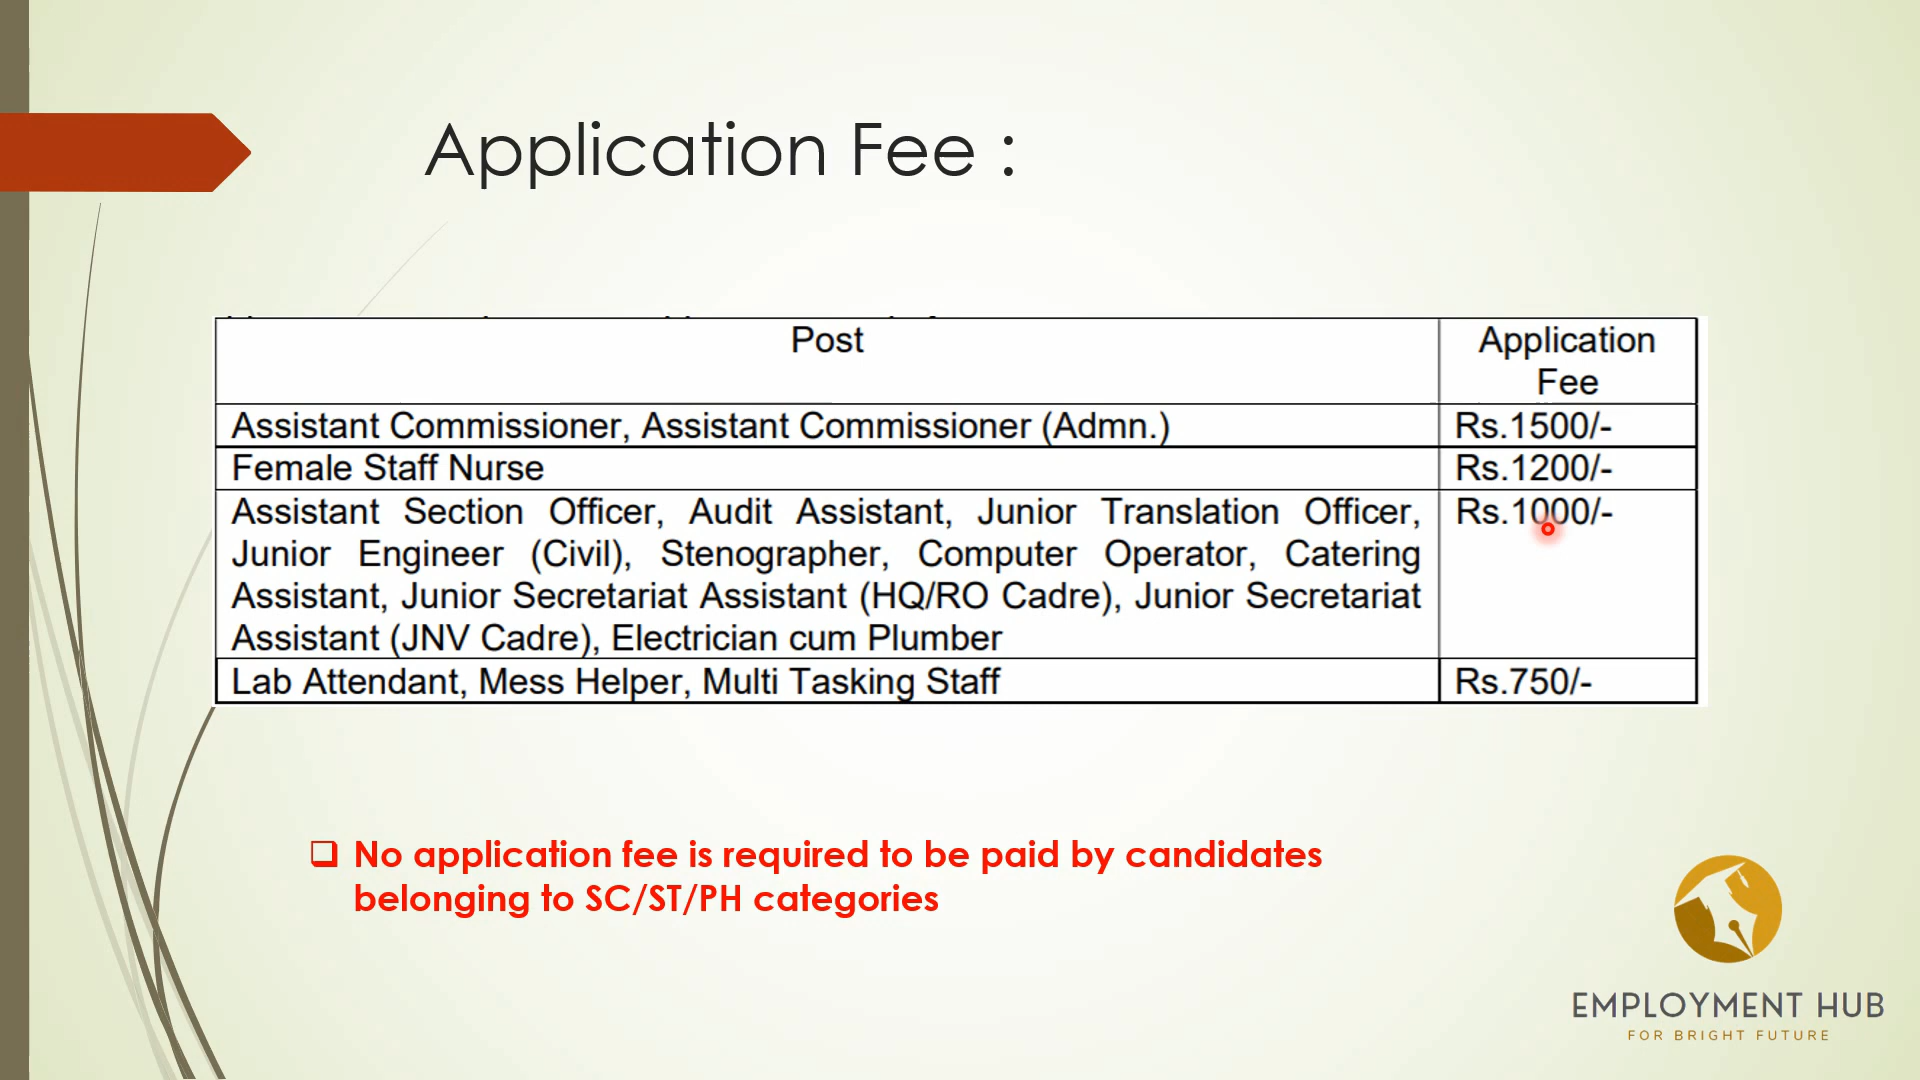 Application Fee :
Post
Application
Fee
Assistant Commissioner, Assistant Commissioner (Admn.)
Rs.1500/-
Female Staff Nurse
Rs.1200/-
Assistant Section Officer, Audit Assistant, Junior Translation Officer,
Junior Engineer (Civil), Stenographer, Computer Operator, Catering
Assistant, Junior Secretariat Assistant (HQ/RO Cadre), Junior Secretariat
Assistant (JNV Cadre), Electrician cum Plumber
Rs.1000/-
Lab Attendant, Mess Helper, Multi Tasking Staff
Rs.750/-
No application fee is required to be paid by candidates
belonging to SC/ST/PH categories
EMPLOYMENT HUB
FOR BRIGHT FUTURE